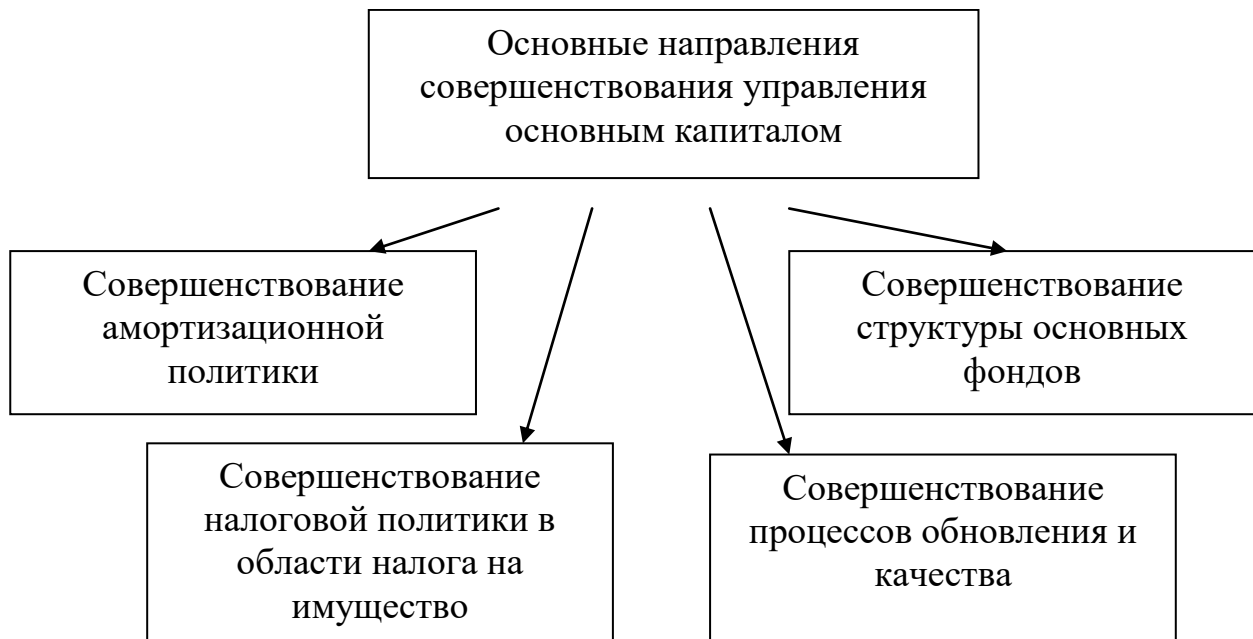 Основные направления
совершенствования управления
основным капиталом
Совершенствование
амортизационной
политики
Совершенствование
структуры основных
фондов
Совершенствование
налоговой политики в
области налога на
имущество
Совершенствование
процессов обновления и
качества